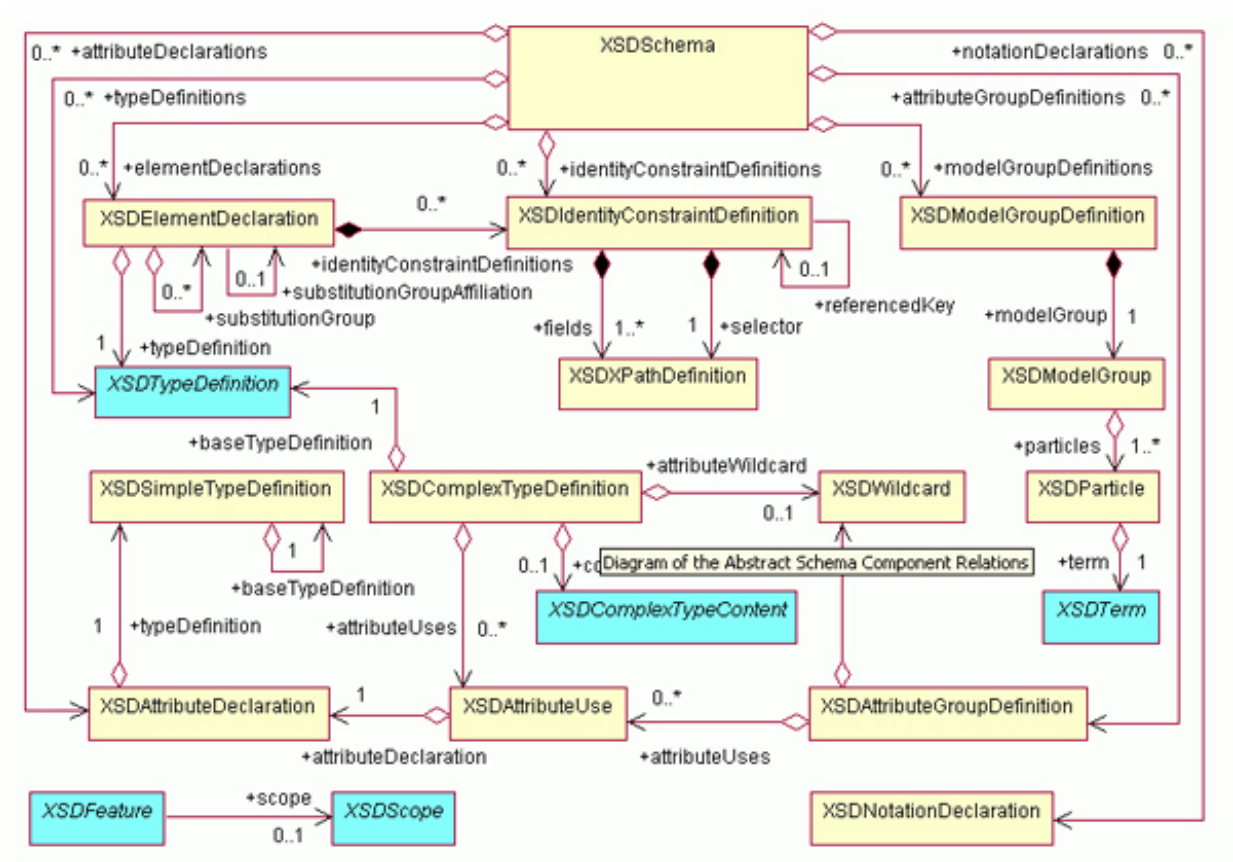 XSDSchema
0..* +attributeDeclarations
+notationDeclarations 0..*
0..* +typeDefinitions
+attributeGroupDefinitions 0..*
0..* +elementDeclarations
0..* +identityConstraintDefinitions
0..* +modelGroupDefinitions
XSDElementDeclaration
0..*
XSDIdentityConstraintDefinition
XSDModelGroupDefinition
+identityConstraintDefinitions
0..*
0..1
+substitutionGroupAffiliation
+substitutionGroup
0..1
+referencedKey
+fields 1..*
1 +selector
+modelGroup 1
1 +typeDefinition
XSDTypeDefinition
XSDXPathDefinition
XSDModelGroup
1
+baseTypeDefinition
+particles 1..*
+attributeWildcard
XSDSimpleTypeDefinition
XSDComplexTypeDefinition
XSDWildcard
XSDParticle
0..1
1
+baseTypeDefinition
0..1 +co
Diagram of the Abstract Schema Component Relations
+term 1
XSDComplexTypeContent
XSDTerm
1 +typeDefinition
+attributeUses 0..*
XSDAttributeDeclaration
1
XSDAttributeUse
0..*
XSDAttributeGroupDefinition
+attributeDeclaration
+attributeUses
XSDFeature
+scope
0..1
XSDScope
XSDNotationDeclaration